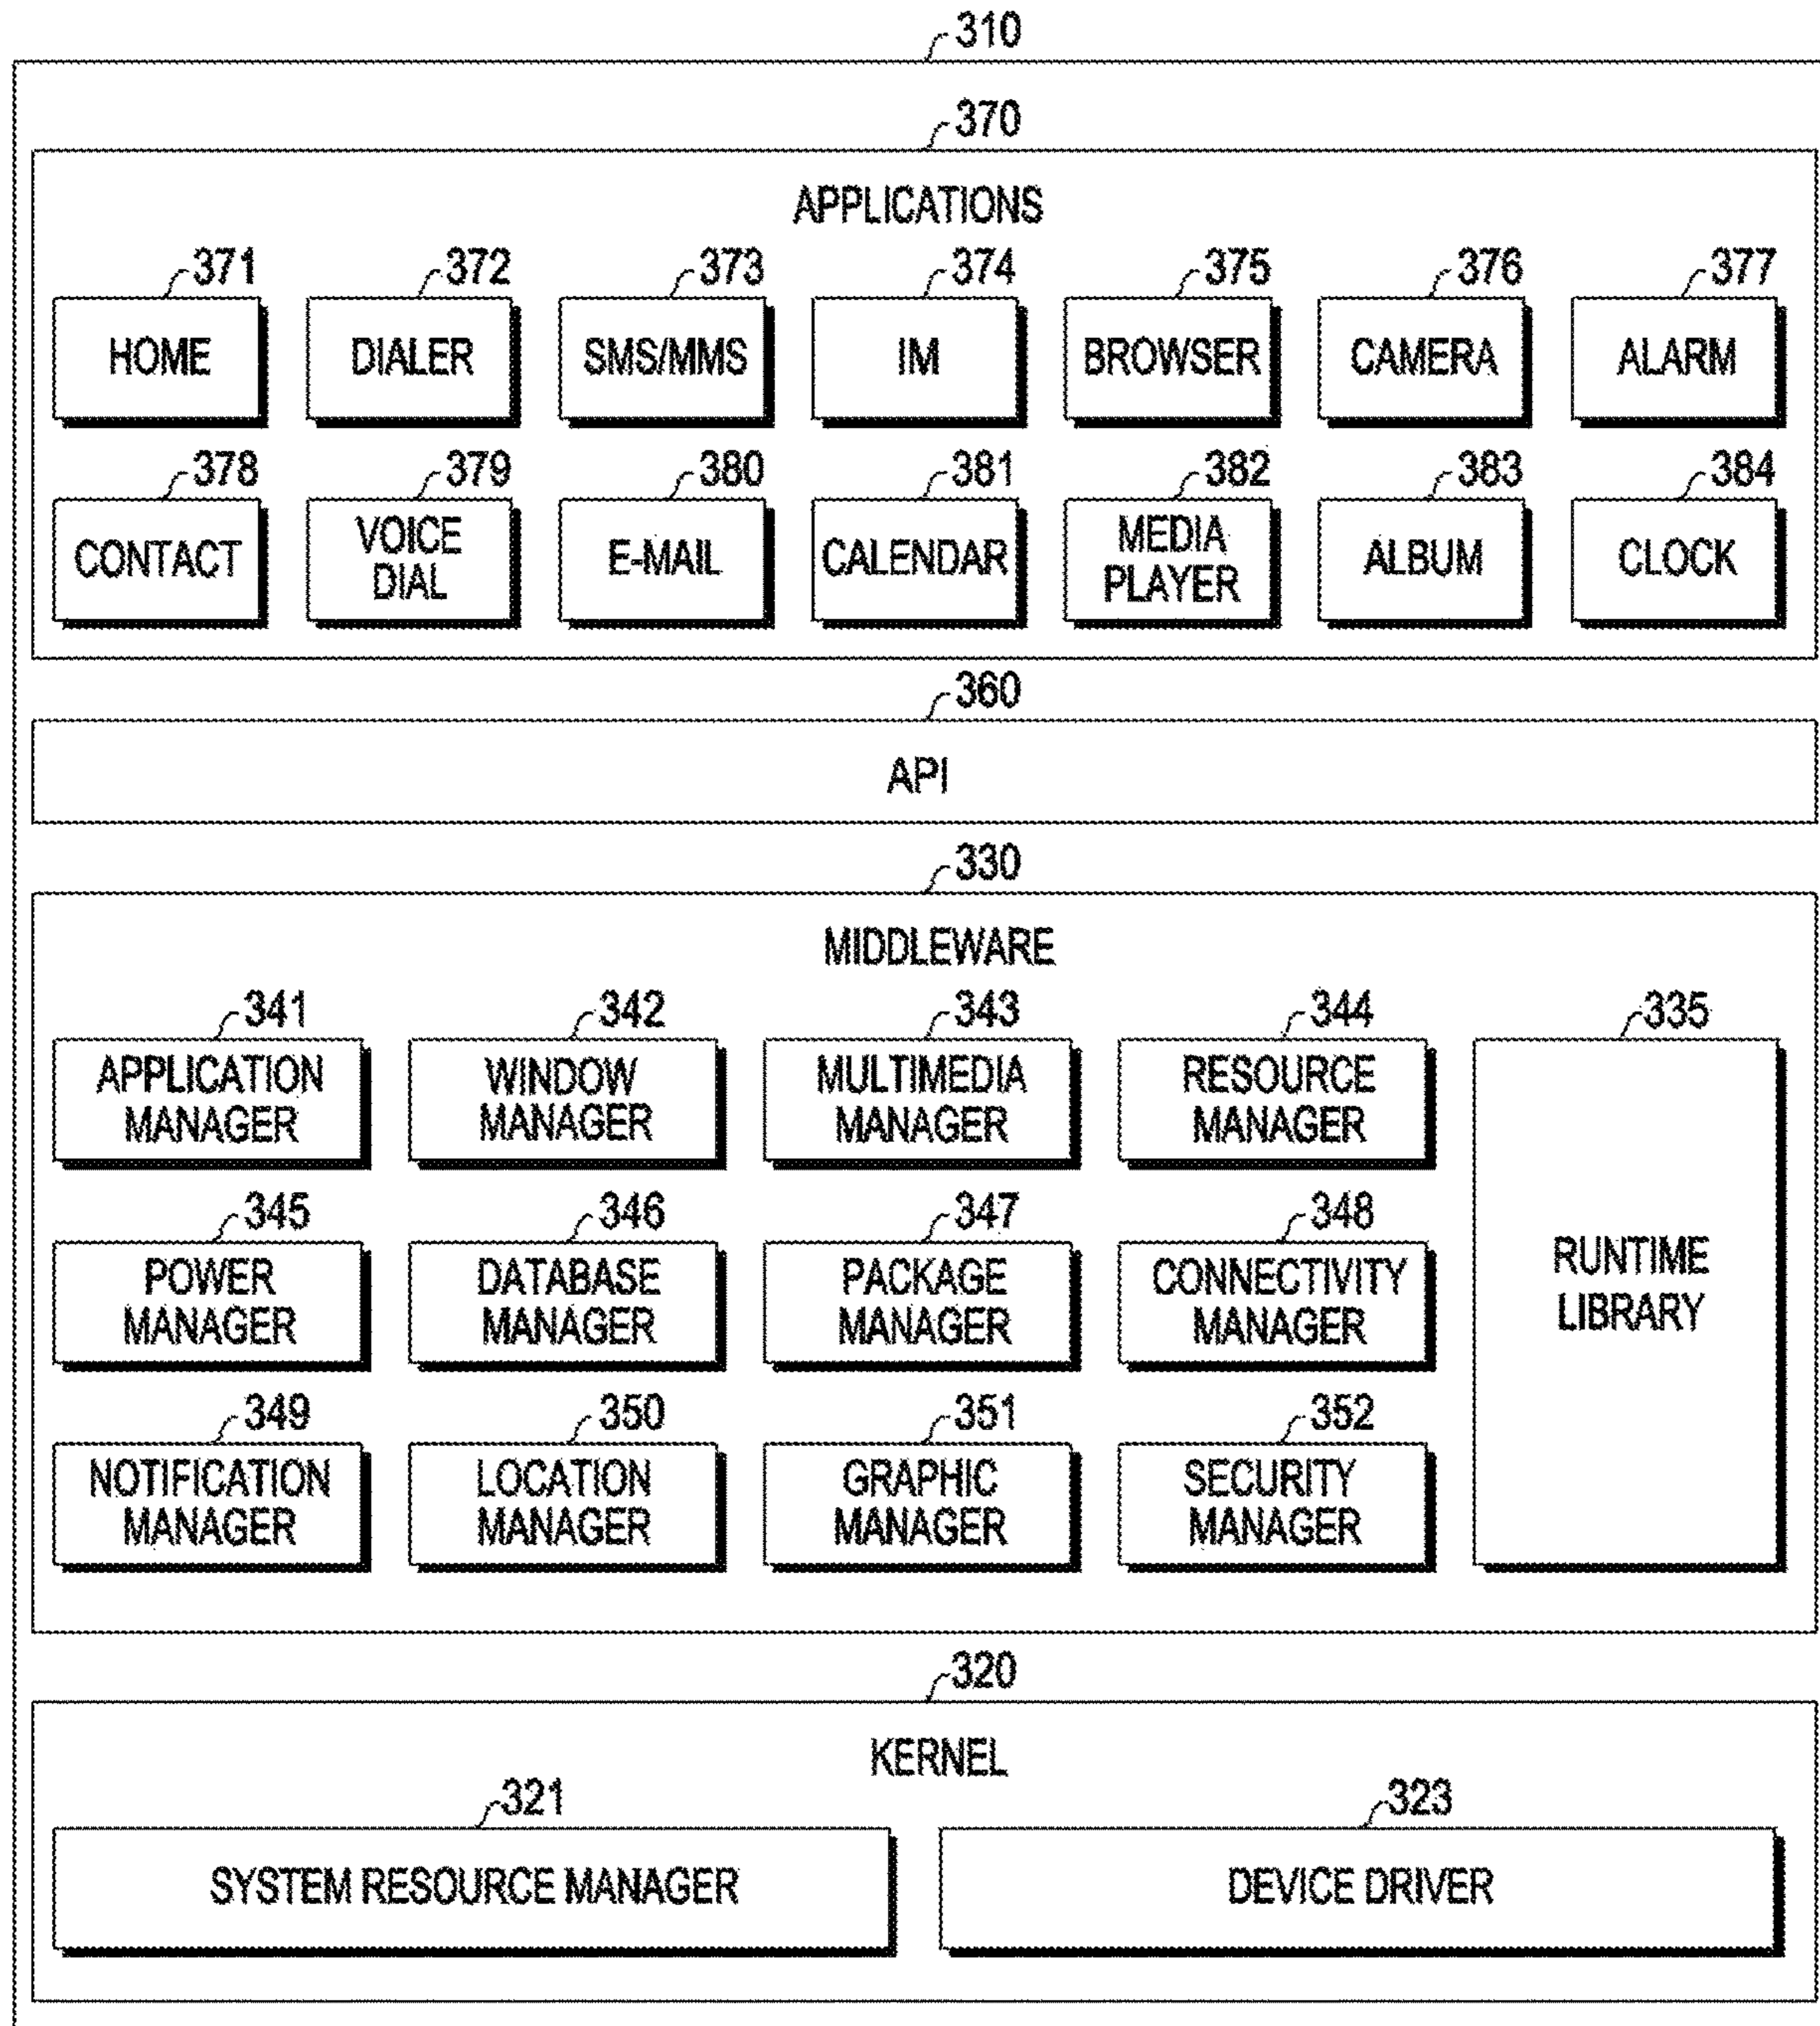 310
370
APPLICATIONS
371 372 373 374 375 376 377
HOME DIALER SMS/MMS IM BROWSER CAMERA ALARM
378 379 380 381 382 383 384
CONTACT VOICE DIAL E-MAIL CALENDAR MEDIA PLAYER ALBUM CLOCK
360
API
330
MIDDLEWARE
341 342 343 344 335
APPLICATION MANAGER WINDOW MANAGER MULTIMEDIA MANAGER RESOURCE MANAGER
345 346 347 348
POWER MANAGER DATABASE MANAGER PACKAGE MANAGER CONNECTIVITY MANAGER RUNTIME LIBRARY
349 350 351 352
NOTIFICATION MANAGER LOCATION MANAGER GRAPHIC MANAGER SECURITY MANAGER
320
KERNEL
321 323
SYSTEM RESOURCE MANAGER DEVICE DRIVER